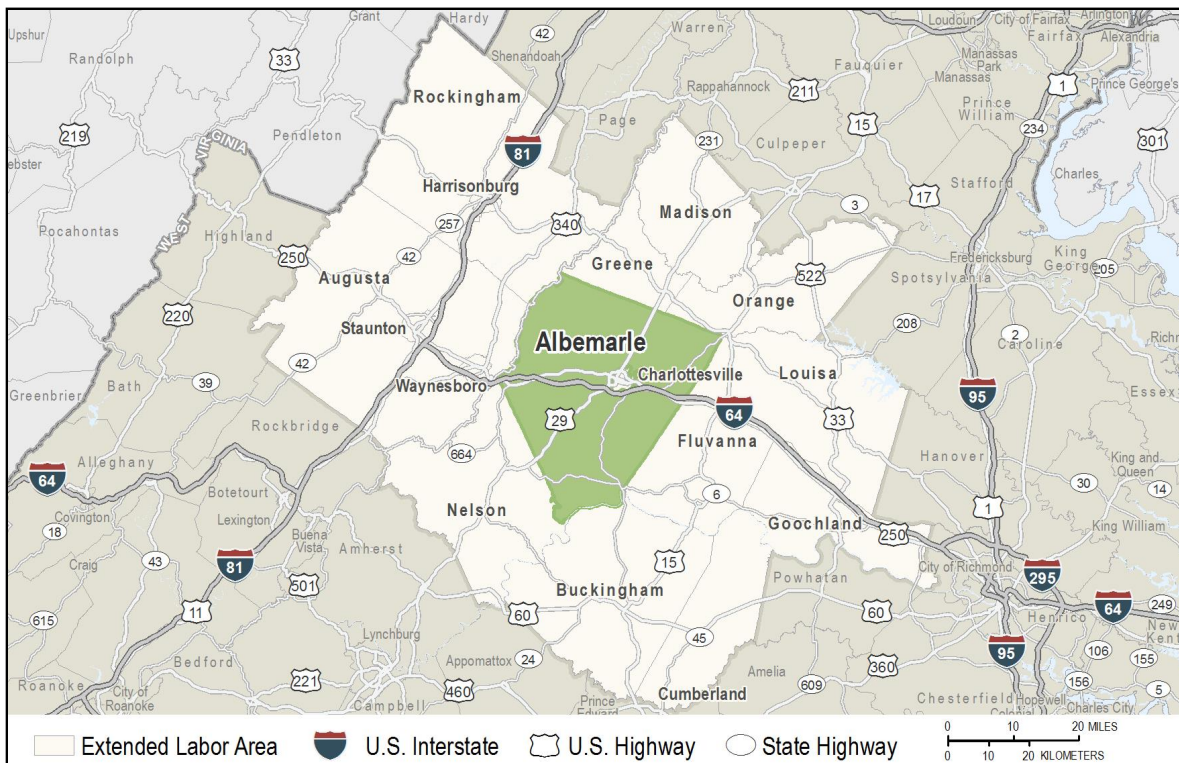 Upshur
Randolph
Grant
Hardy
33
42
Shenandoah
Warren
Loudoun
City of Fairfax
Arlington
Fairfax
Alexandria
Manassas
Park
Manassas
Fauquier
Rappahannock
211
15
1
Prince George's
Prince
William
234
301
Rockingham
219
Pendleton
WEST VIRGINIA
81
Page
231
Culpeper
Stafford
Charles
17
Harrisonburg
Madison
3
Pocahontas
Highland
257
340
250
42
Greene
Fredericksburg
King
George
205
Augusta
522
Spotsylvania
Orange
220
Staunton
Albemarle
208
2
Caroline
42
Bath
39
Waynesboro
Charlottesville
Louisa
95
Greenbrier
Essex
Rockbridge
29
64
33
Fluvanna
664
Hanover
King and
Queen
64
Alleghany
Botetourt
6
30
14
Covington
18
Lexington
Nelson
Goochland
1
King William
Buena
Vista
Amherst
250
Craig
43
81
15
City of Richmond
295
501
Powhatan
Buckingham
60
60
64
249
11
Henrico
New
Kent
615
Lynchburg
45
95
106
Bedford
Appomattox
24
360
155
221
460
Amelia
156
Roanoke
City of
Roanoke
Campbell
Prince
Edward
Cumberland
609
Chesterfield
Hopewell
5
Charles City
Extended Labor Area
U.S. Interstate
U.S. Highway
State Highway
0 10 20 MILES
0 10 20 KILOMETERS